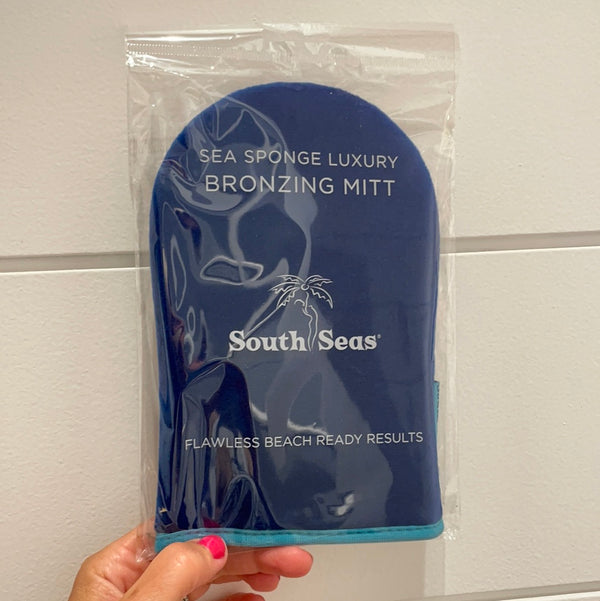 SEA SPONGE LUXURY
BRONZING MITT
South Seas®
FLAWLESS BEACH READY RESULTS